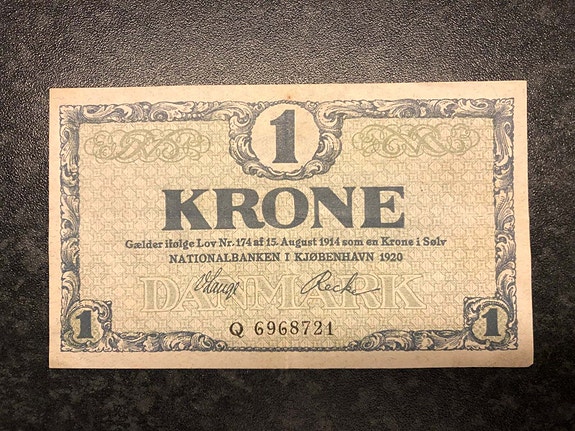 1
KRONE
Gælder ifølge Lov Nr. 174 af 15. August 1914 som en Krone i Sølv
NATIONALBANKEN I KJØBENHAVN 1920
DANMARK
V. Lange
1
Q 6968721
1